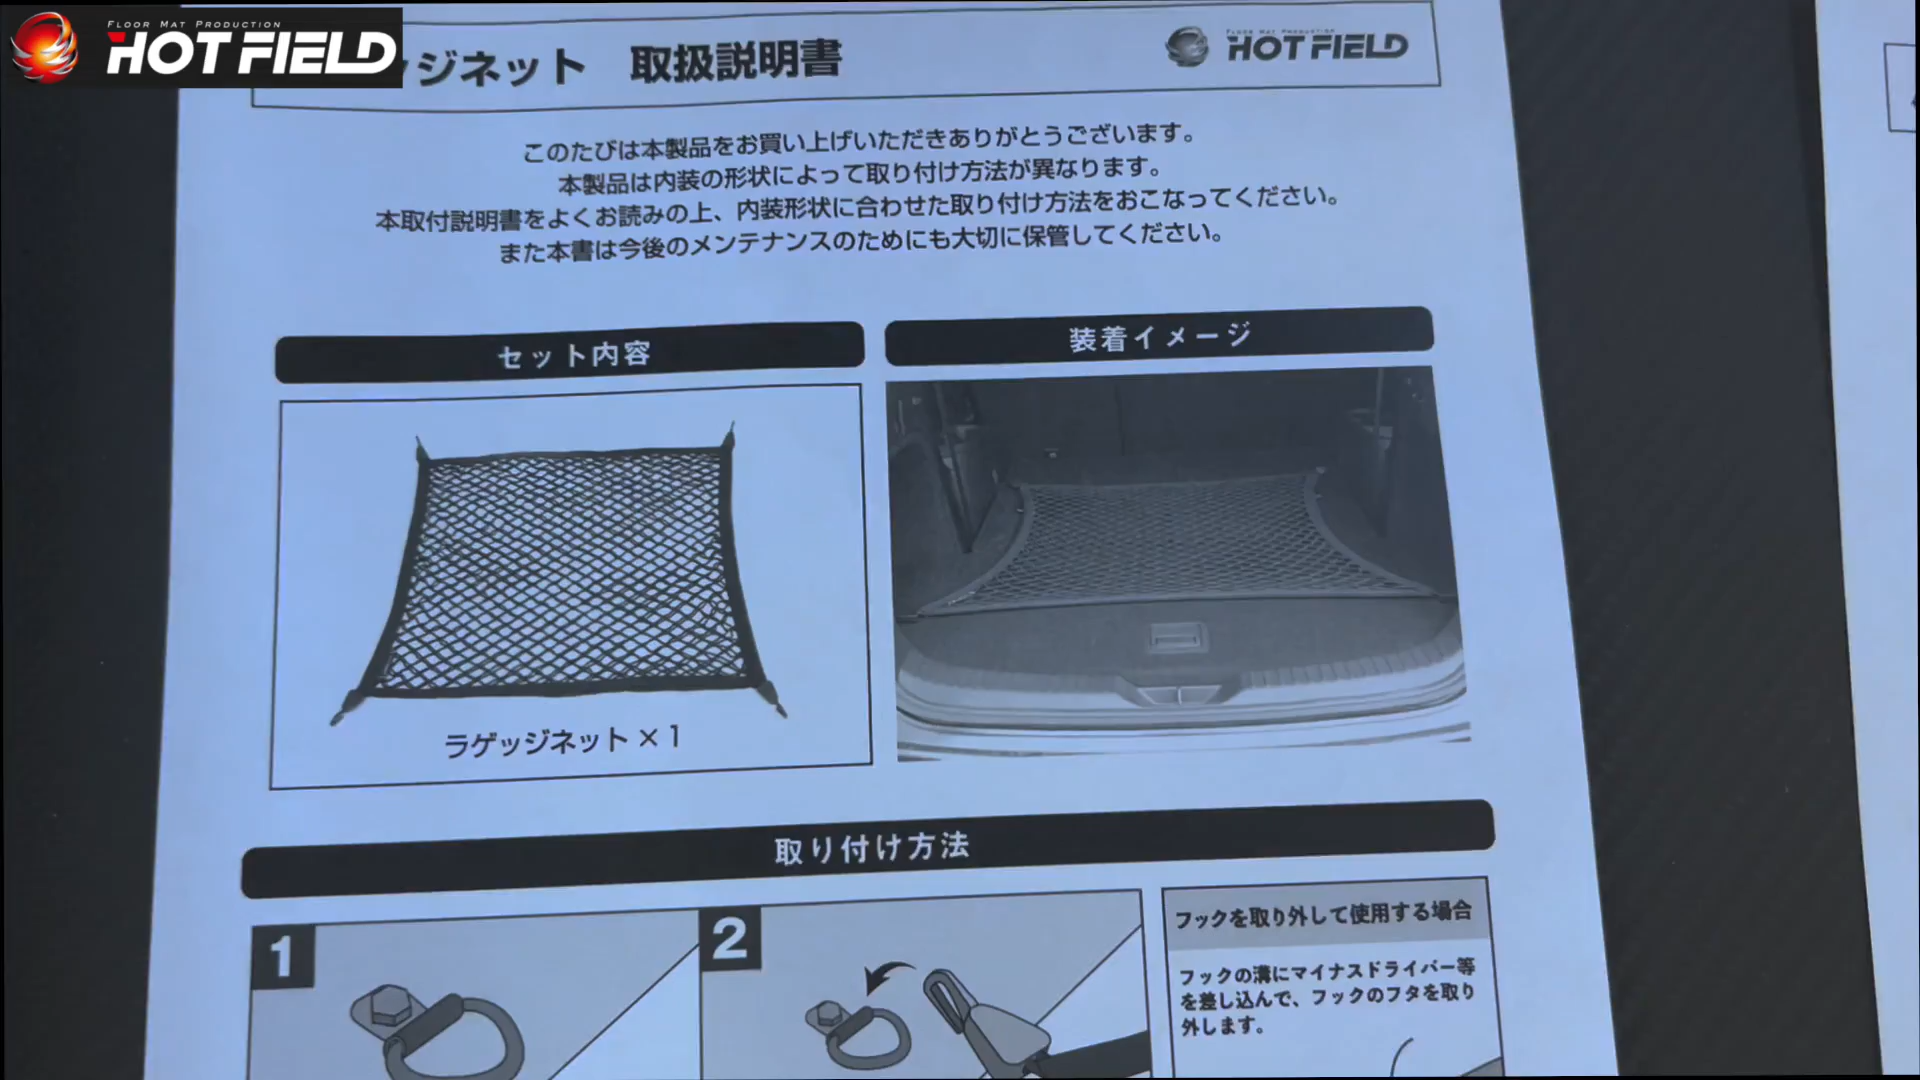 FLOOR MAT PRODUCTION
HOT FIELD
ッジネット 取扱説明書
FLOOR MAT PRODUCTION
HOT FIELD
このたびは本製品をお買い上げいただきありがとうございます。
本製品は内装の形状によって取り付け方法が異なります。
本取付説明書をよくお読みの上、内装形状に合わせた取り付け方法をおこなってください。
また本書は今後のメンテナンスのためにも大切に保管してください。
セット内容
装着イメージ
ラゲッジネット×1
取り付け方法
1
2
フックを取り外して使用する場合
フックの溝にマイナスドライバー等
を差し込んで、フックのフタを取り
外します。